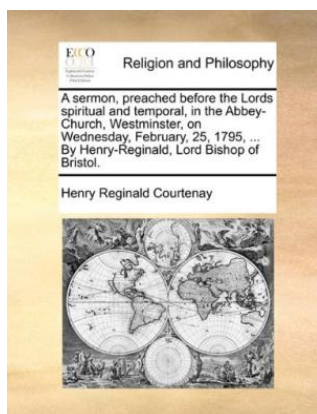 ECCO
Religion and Philosophy
A sermon, preached before the Lords
spiritual and temporal, in the Abbey-
Church, Westminster, on
Wednesday, February, 25, 1795, ...
By Henry-Reginald, Lord Bishop of
Bristol.
Henry Reginald Courtenay